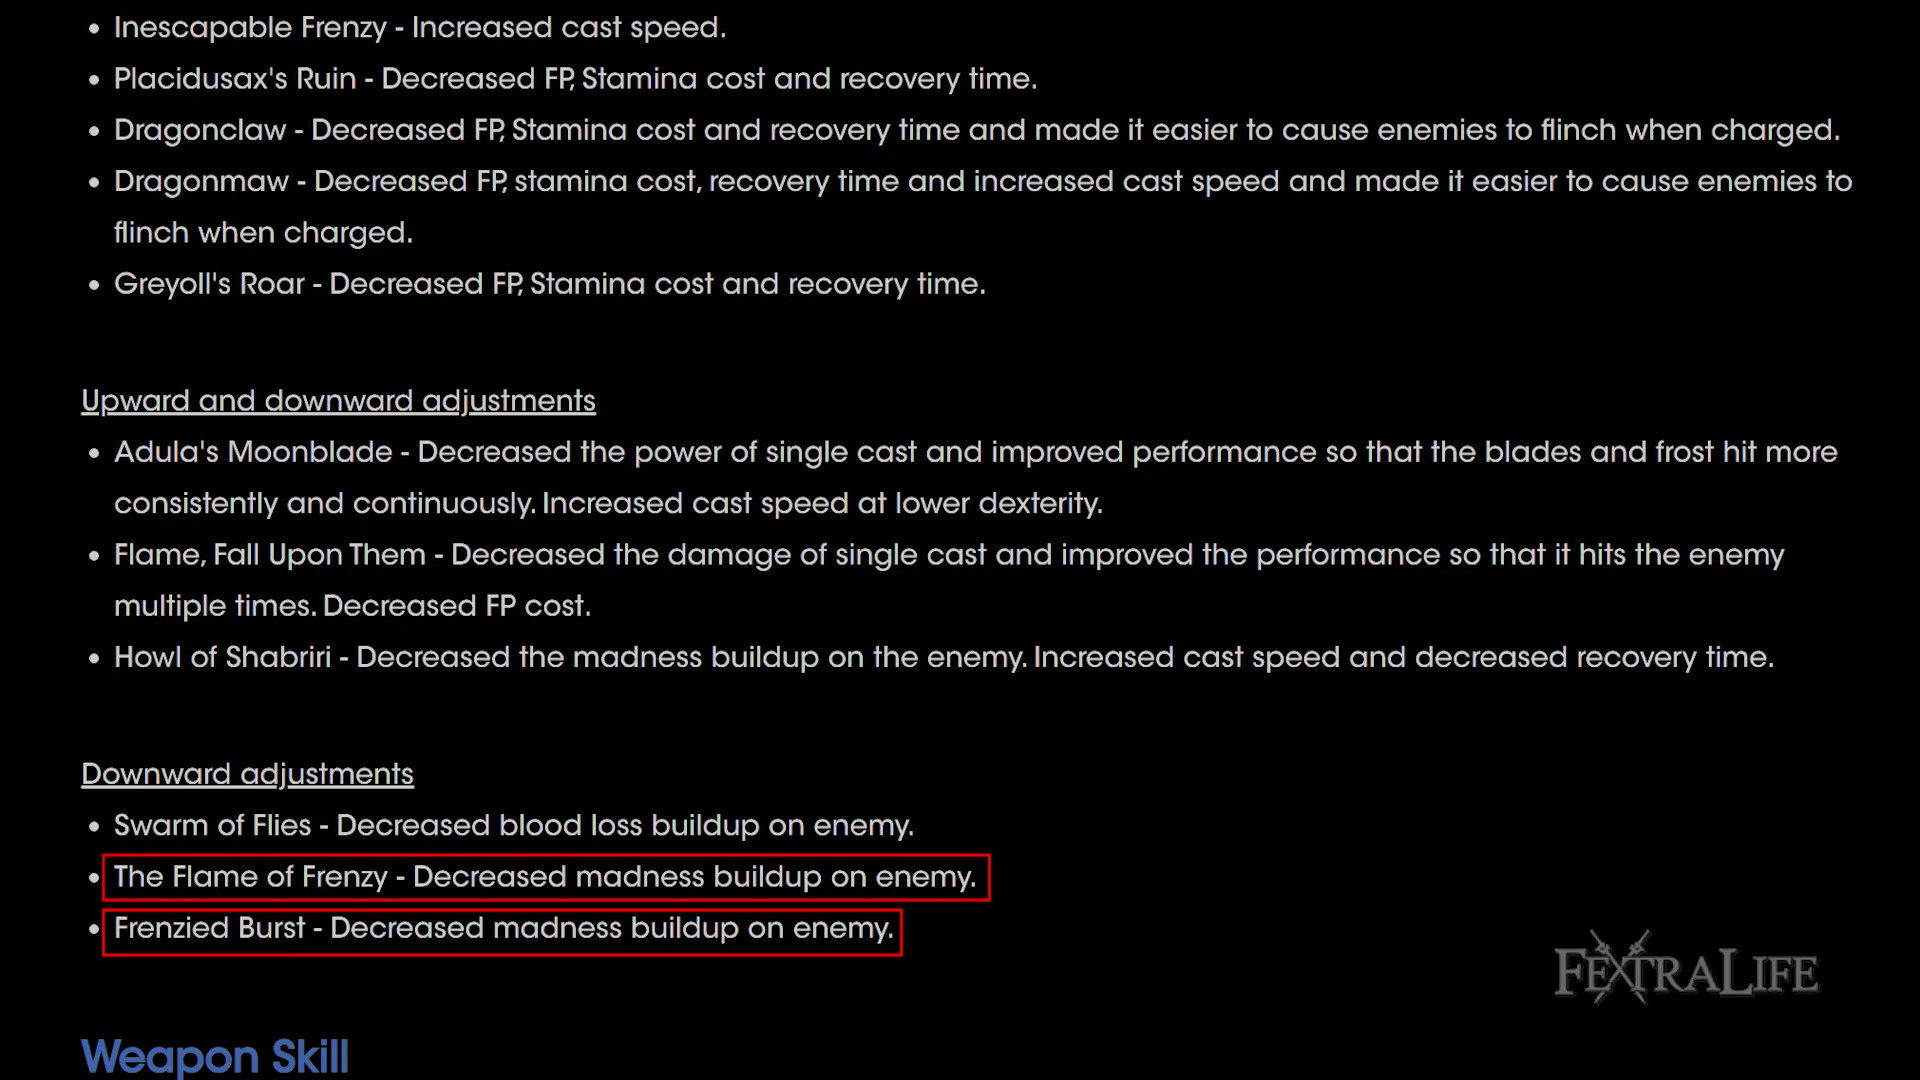 Inescapable Frenzy - Increased cast speed.
Placidusax's Ruin - Decreased FP, Stamina cost and recovery time.
Dragonclaw - Decreased FP, Stamina cost and recovery time and made it easier to cause enemies to flinch when charged.
Dragonmaw - Decreased FP, stamina cost, recovery time and increased cast speed and made it easier to cause enemies to
flinch when charged.
Greyoll's Roar - Decreased FP, Stamina cost and recovery time.
Upward and downward adjustments
Adula's Moonblade - Decreased the power of single cast and improved performance so that the blades and frost hit more
consistently and continuously. Increased cast speed at lower dexterity.
Flame, Fall Upon Them - Decreased the damage of single cast and improved the performance so that it hits the enemy
multiple times. Decreased FP cost.
Howl of Shabriri - Decreased the madness buildup on the enemy. Increased cast speed and decreased recovery time.
Downward adjustments
Swarm of Flies - Decreased blood loss buildup on enemy.
The Flame of Frenzy - Decreased madness buildup on enemy.
Frenzied Burst - Decreased madness buildup on enemy.
FEXTRALIFE
Weapon Skill